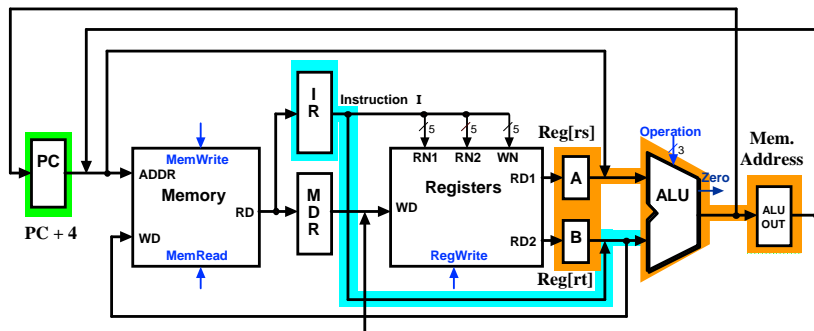 I
R
Instruction I
PC
PC + 4
MemWrite
ADDR
Memory
RD
WD
MemRead
M
D
R
5
5
5
RN1
RN2
WN
Registers
RD1
WD
RD2
RegWrite
Reg[rs]
A
B
Reg[rt]
Operation
3
Zero
ALU
Mem.
Address
ALU
OUT